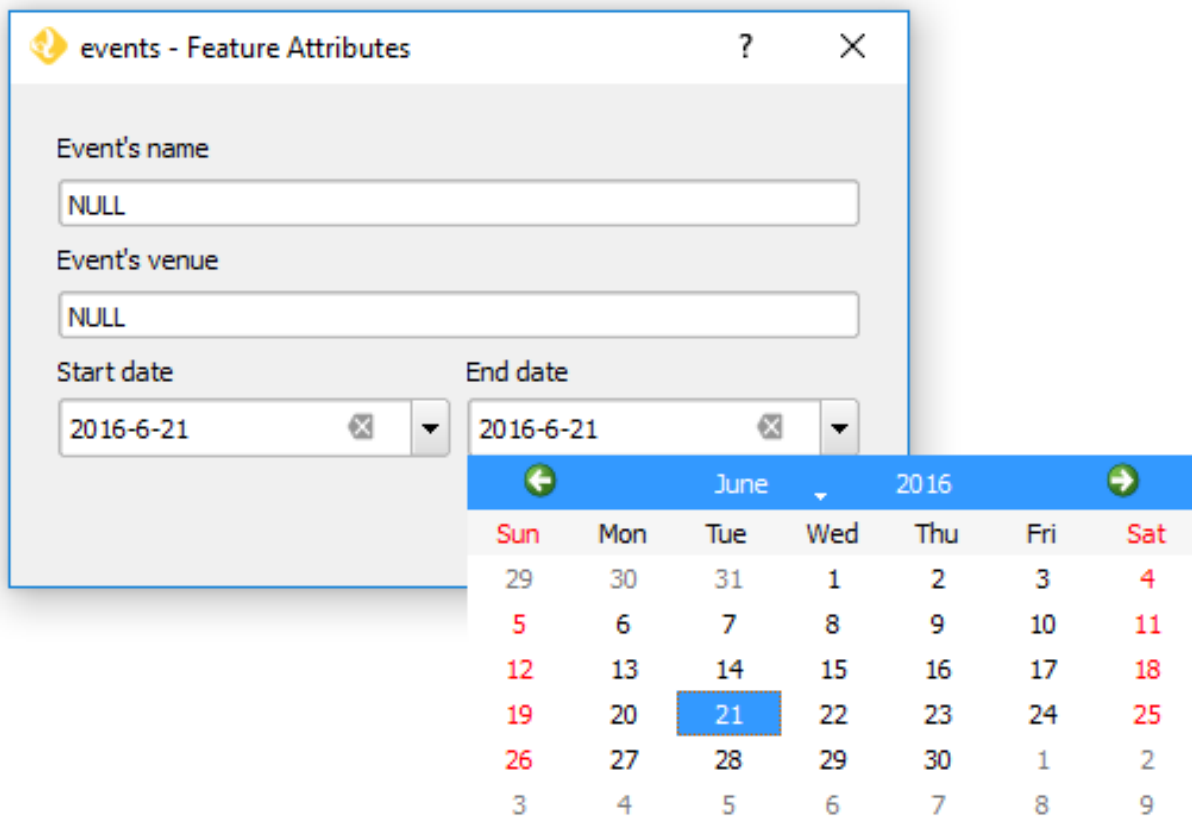 events - Feature Attributes ?
Event's name
NULL
Event's venue
NULL
Start date End date
2016-6-21 2016-6-21
June 2016
Sun Mon Tue Wed Thu Fri Sat
29 30 31 1 2 3 4
5 6 7 8 9 10 11
12 13 14 15 16 17 18
19 20 21 22 23 24 25
26 27 28 29 30 1 2
3 4 5 6 7 8 9